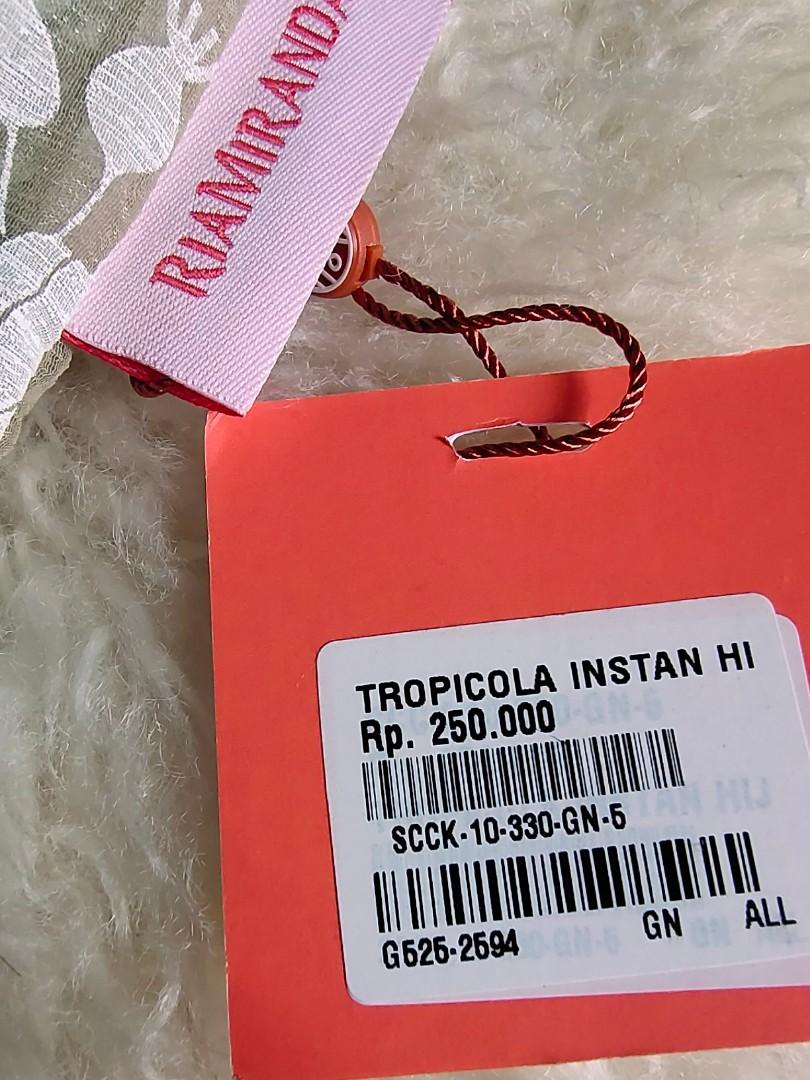 RIAMIRANDA
TROPICOLA INSTAN HI
Rp. 250.000
SCCK-10-330-GN-5
G525-2594 GN ALL